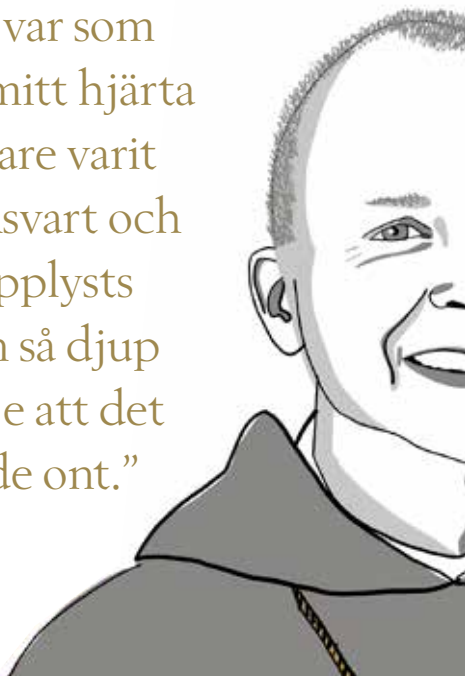 var som
mitt hjärta
are varit
svart och
pplysts
så djup
e att det
de ont.”